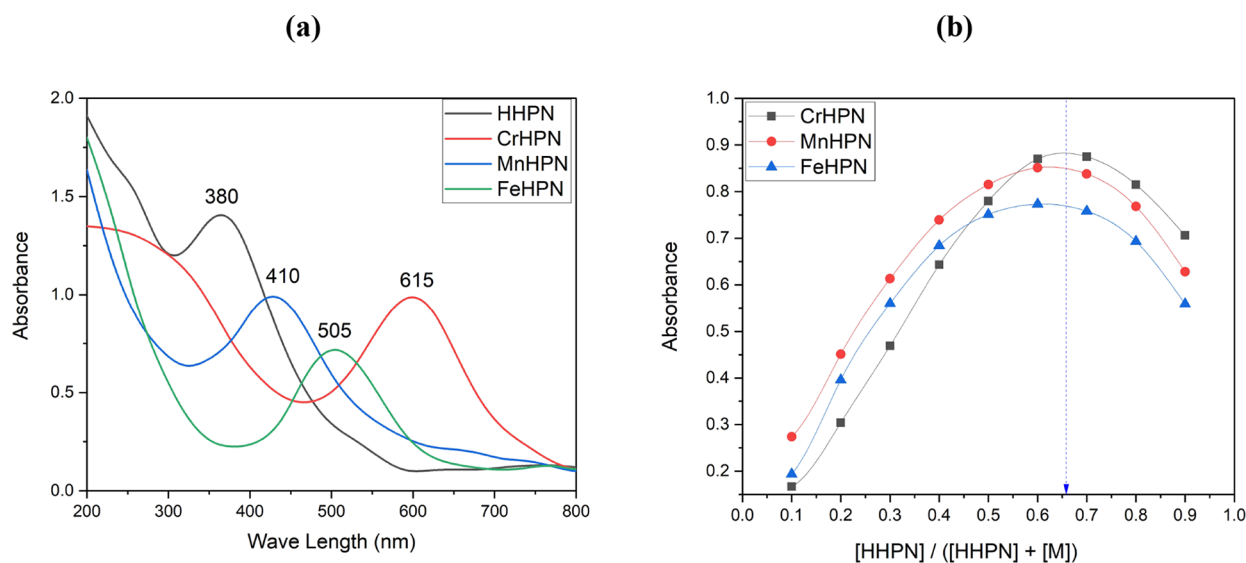 (a)
(b)
2.0
1.5
1.0
0.5
0.0
Absorbance
200
300
400
500
600
700
800
Wave Length (nm)
HHPN
CrHPN
MnHPN
FeHPN
380
410
505
615
1.0
0.9
0.8
0.7
0.6
0.5
0.4
0.3
0.2
Absorbance
0.0
0.1
0.2
0.3
0.4
0.5
0.6
0.7
0.8
0.9
1.0
[HHPN] / ([HHPN] + [M])
CrHPN
MnHPN
FeHPN